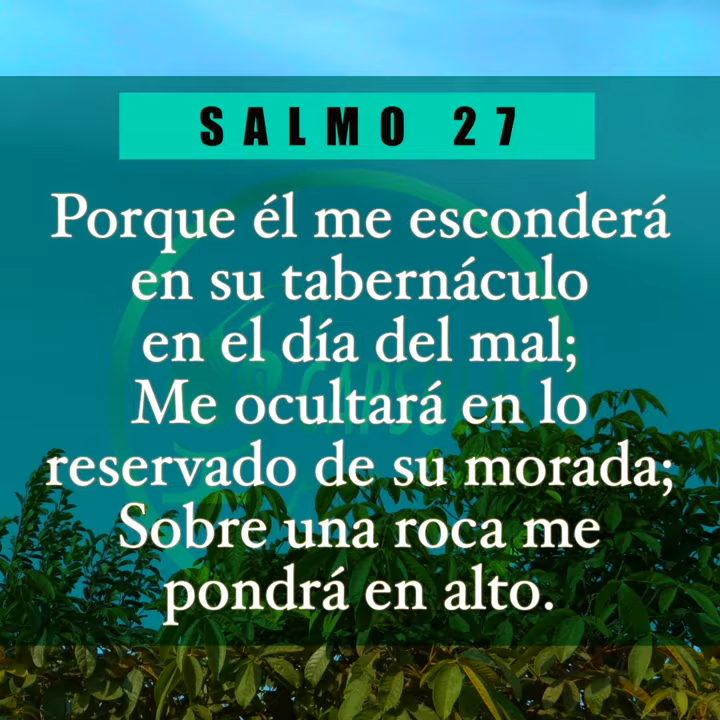 SALMO 27
Porque él me esconderá
en su tabernáculo
en el día del mal;
Me ocultará en lo
reservado de su morada;
Sobre una roca me
pondrá en alto.